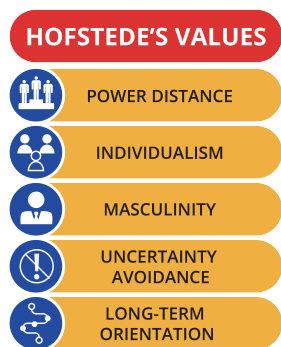 HOFSTEDE'S VALUES
POWER DISTANCE
INDIVIDUALISM
MASCULINITY
UNCERTAINTY
AVOIDANCE
LONG-TERM
ORIENTATION